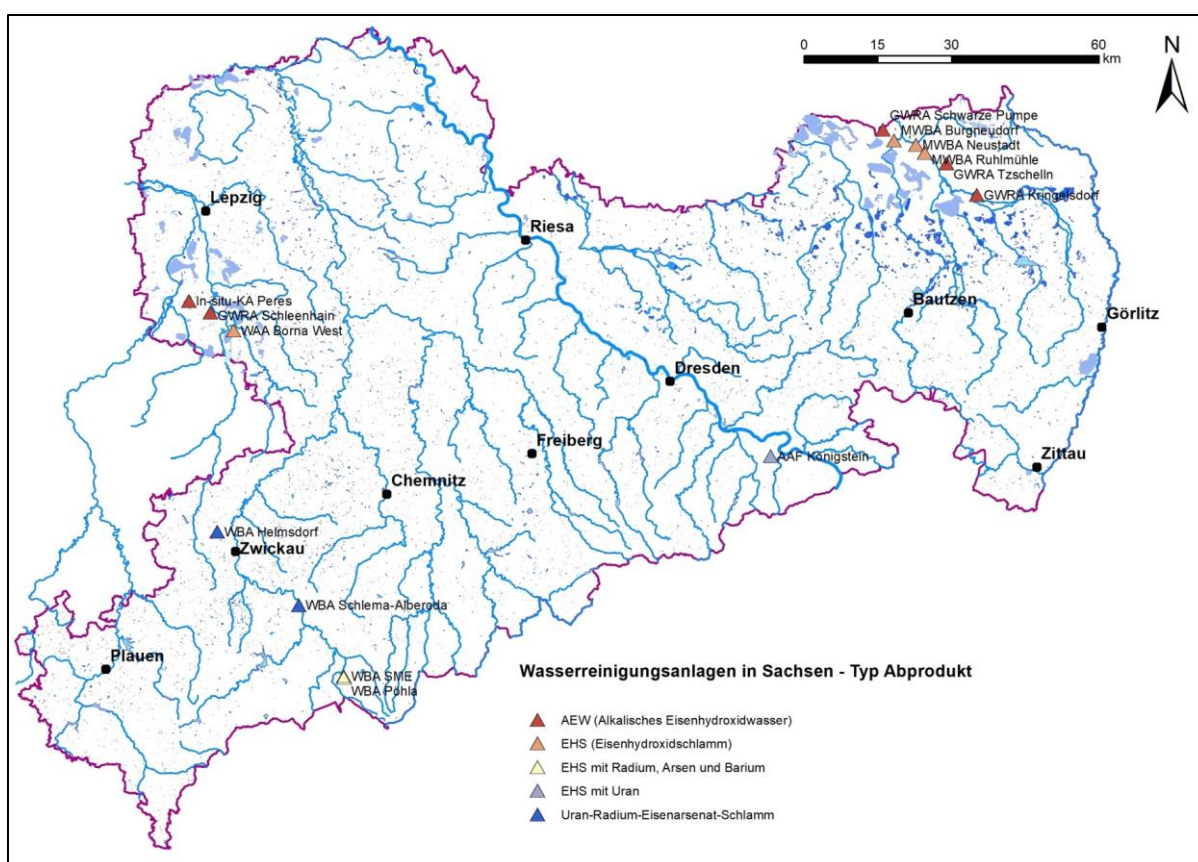 0 15 30 60
km
N
GWRA Schwarze Pumpe
MWBA Burgneudorf
MWBA Neustadt
MWBA Ruhlmühle
GWRA Tzschelln
GWRA Kringelsdorf
Leipzig
Riesa
In-situ-KA Peres
GWRA Schleenhain
WAA Borna West
Bautzen
Görlitz
Dresden
Freiberg
AAF Königstein
Zittau
Chemnitz
WBA Helmsdorf
Zwickau
WBA Schlema-Alberoda
Plauen
WBA SME
WBA Pöhla
Wasserreinigungsanlagen in Sachsen - Typ Abprodukt
AEW (Alkalisches Eisenhydroxidwasser)
EHS (Eisenhydroxidschlamm)
EHS mit Radium, Arsen und Barium
EHS mit Uran
Uran-Radium-Eisenarsenat-Schlamm